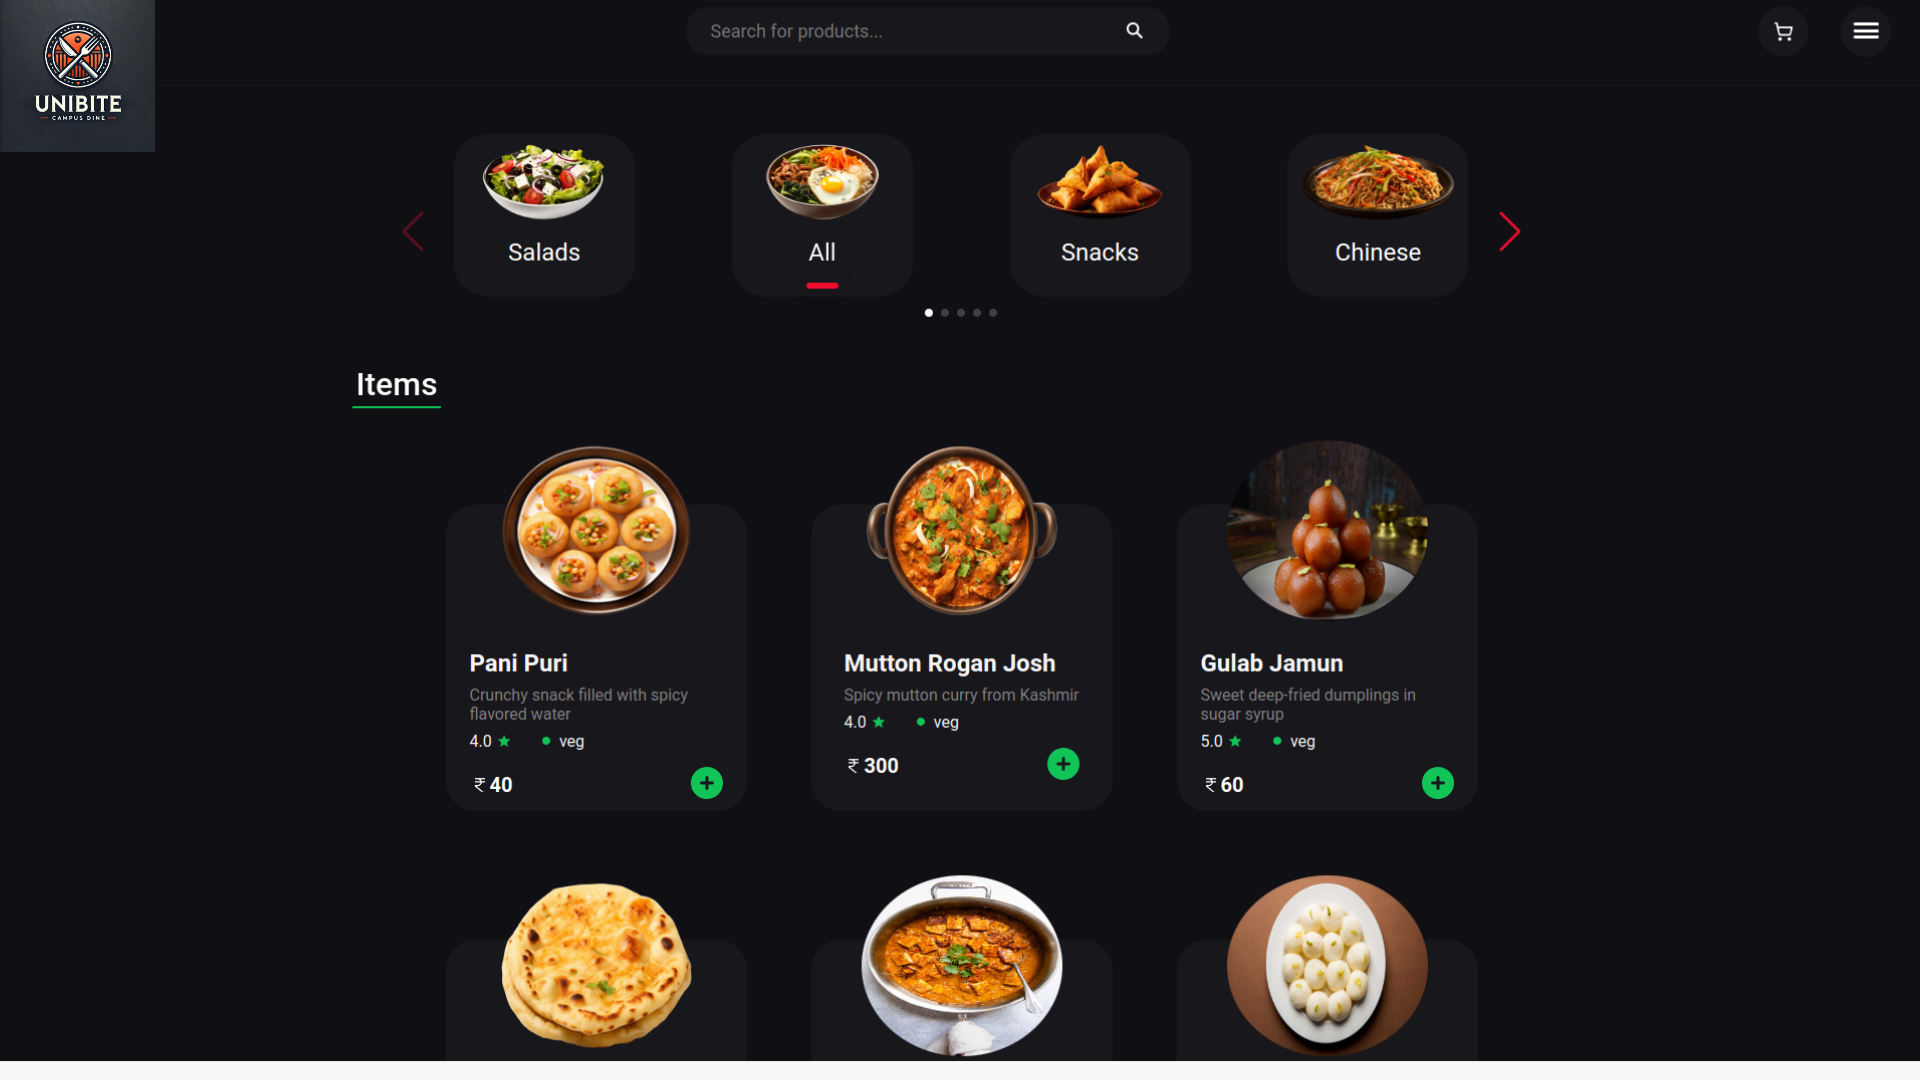 UNIBITE
CAMPUS DINE
Search for products...
Salads
All
Snacks
Chinese
Items
Pani Puri
Crunchy snack filled with spicy
flavored water
4.0 ★ ● veg
₹ 40
Mutton Rogan Josh
Spicy mutton curry from Kashmir
4.0 ★ ● veg
₹ 300
Gulab Jamun
Sweet deep-fried dumplings in
sugar syrup
5.0 ★ ● veg
₹ 60